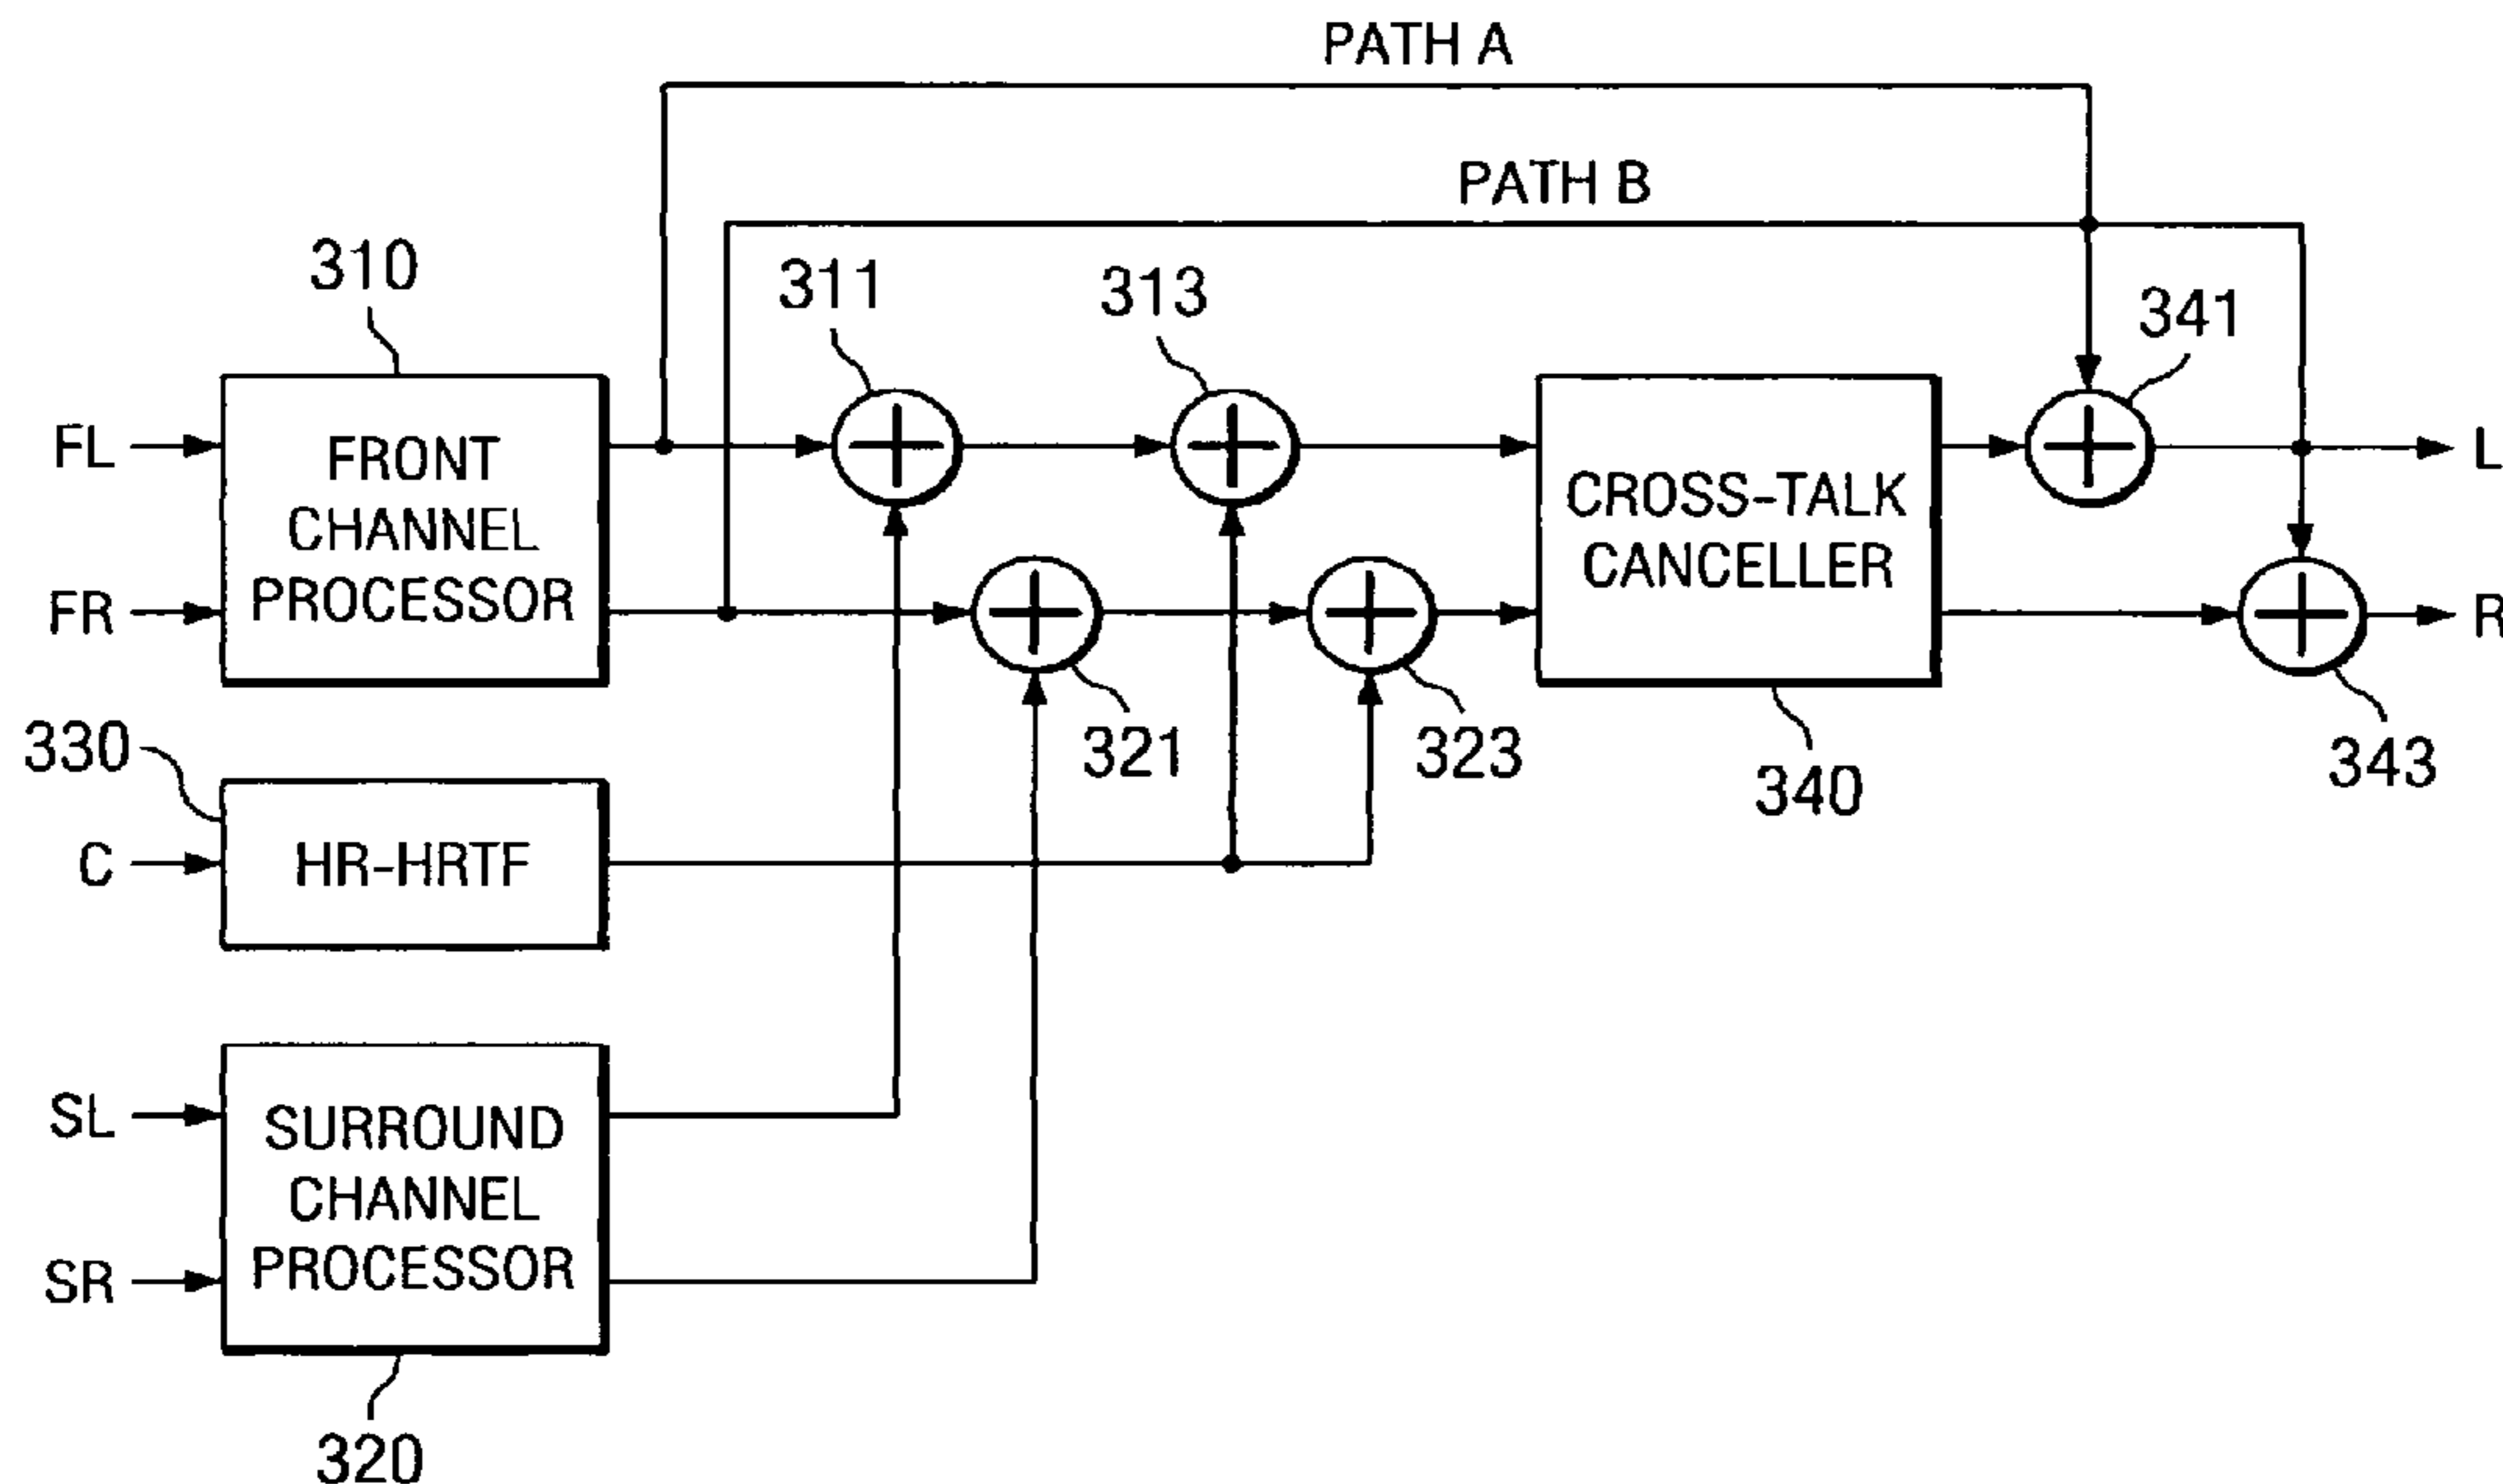 PATH A
PATH B
310
311
313
341
FL
FRONT
CHANNEL
PROCESSOR
FR
CROSS-TALK
CANCELLER
L
R
321
323
340
343
330
C
HR-HRTF
SL
SURROUND
CHANNEL
PROCESSOR
SR
320